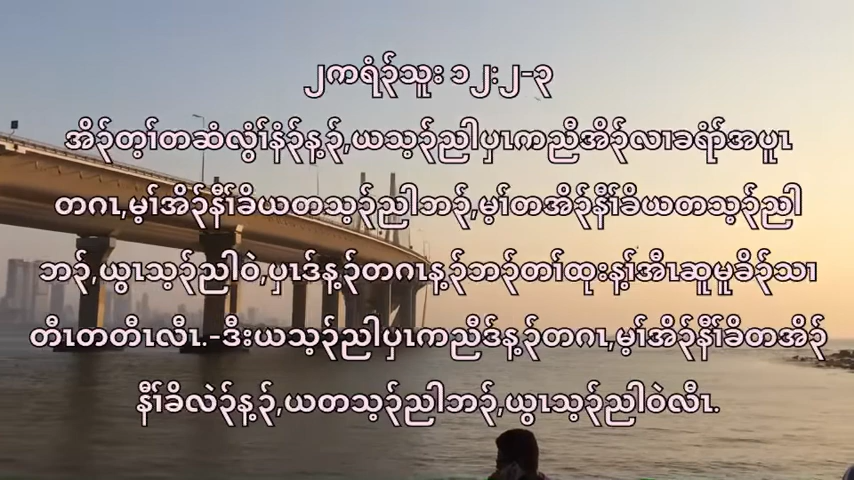 ၂ကရံၣ်သူး ၁၂:၂-၃
အိၣ်တ့ၢ်တဆံလွံၢ်နံၣ်န့ၣ်,ယသ့ၣ်ညါပှၤကညီအိၣ်လၢခရံာ်အပူၤ
တဂၤ,မ့ၢ်အိၣ်နီၢ်ခိယတသ့ၣ်ညါဘၣ်,မ့ၢ်တအိၣ်နီၢ်ခိယတသ့ၣ်ညါ
ဘၣ်,ယွၤသ့ၣ်ညါဝဲ,ပှၤဒ်န့ၣ်တဂၤန့ၣ်ဘၣ်တၢ်ထုးန့ၢ်အီၤဆူမူခိၣ်သၢ
တီၤတတီၤလီၤ.-ဒီးယသ့ၣ်ညါပှၤကညီဒ်န့ၣ်တဂၤ,မ့ၢ်အိၣ်နီၢ်ခိတအိၣ်
နီၢ်ခိလဲၣ်န့ၣ်,ယတသ့ၣ်ညါဘၣ်,ယွၤသ့ၣ်ညါဝဲလီၤ.